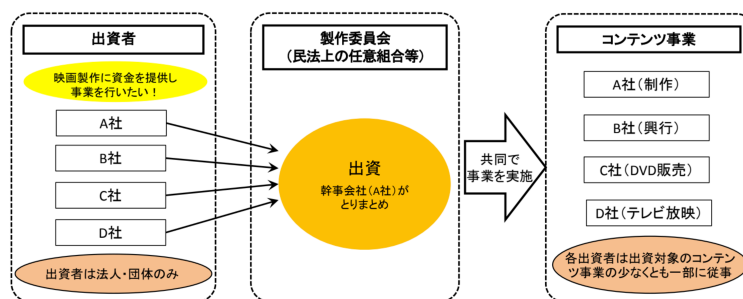 出資者
映画製作に資金を提供し
事業を行いたい！
A社
B社
C社
D社
出資者は法人・団体のみ
製作委員会
（民法上の任意組合等）
出資
幹事会社（A社）が
とりまとめ
共同で
事業を実施
コンテンツ事業
A社（制作）
B社（興行）
C社（DVD販売）
D社（テレビ放映）
各出資者は出資対象のコンテン
ツ事業の少なくとも一部に従事